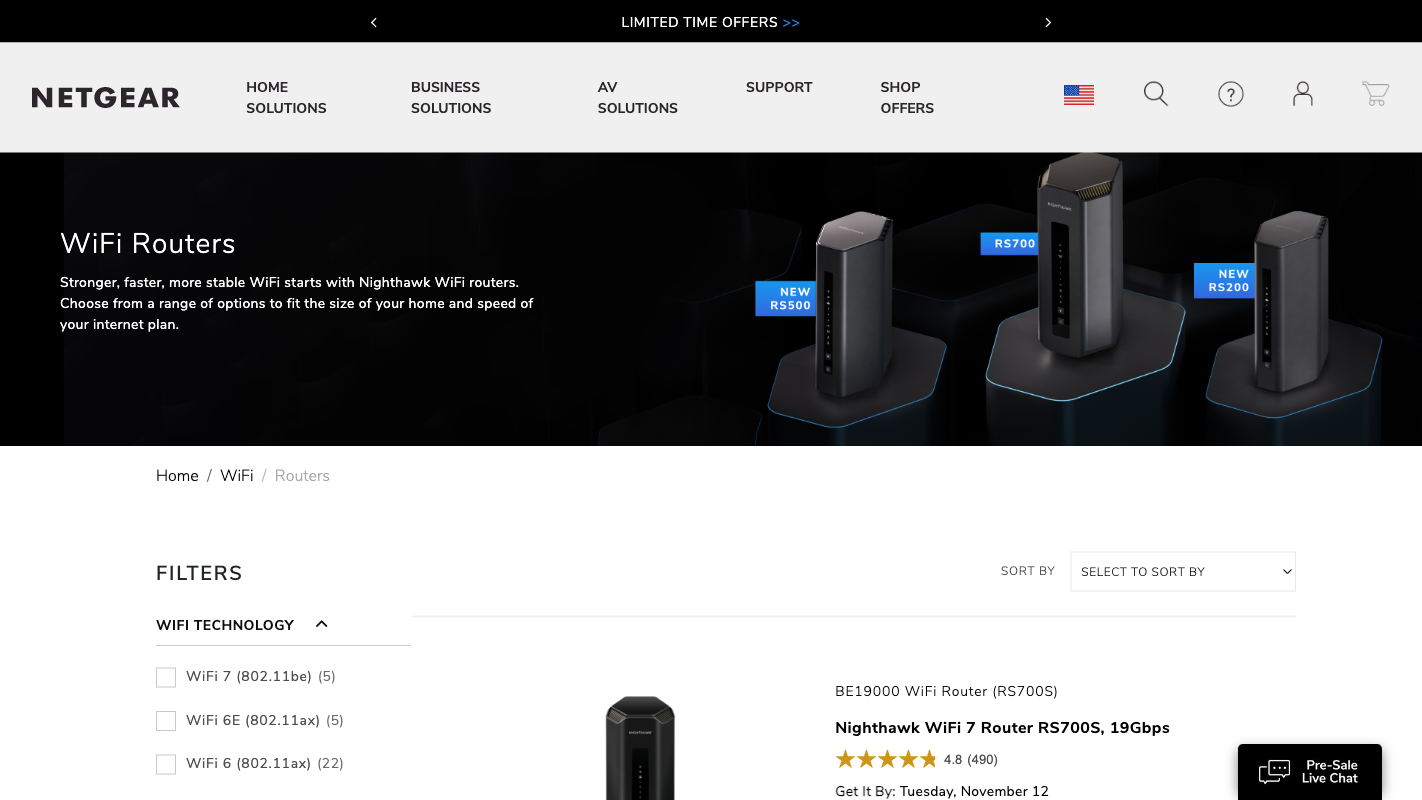 LIMITED TIME OFFERS >>
NETGEAR
HOME
SOLUTIONS
BUSINESS
SOLUTIONS
AV
SOLUTIONS
SUPPORT
SHOP
OFFERS
WiFi Routers
Stronger, faster, more stable WiFi starts with Nighthawk WiFi routers.
Choose from a range of options to fit the size of your home and speed of
your internet plan.
NEW
RS500
RS700
NEW
RS200
Home / WiFi / Routers
FILTERS
SORT BY
SELECT TO SORT BY
WIFI TECHNOLOGY
WiFi 7 (802.11be) (5)
WiFi 6E (802.11ax) (5)
WiFi 6 (802.11ax) (22)
BE19000 WiFi Router (RS700S)
Nighthawk WiFi 7 Router RS700S, 19Gbps
4.8 (490)
Get It By: Tuesday, November 12
Pre-Sale
Live Chat